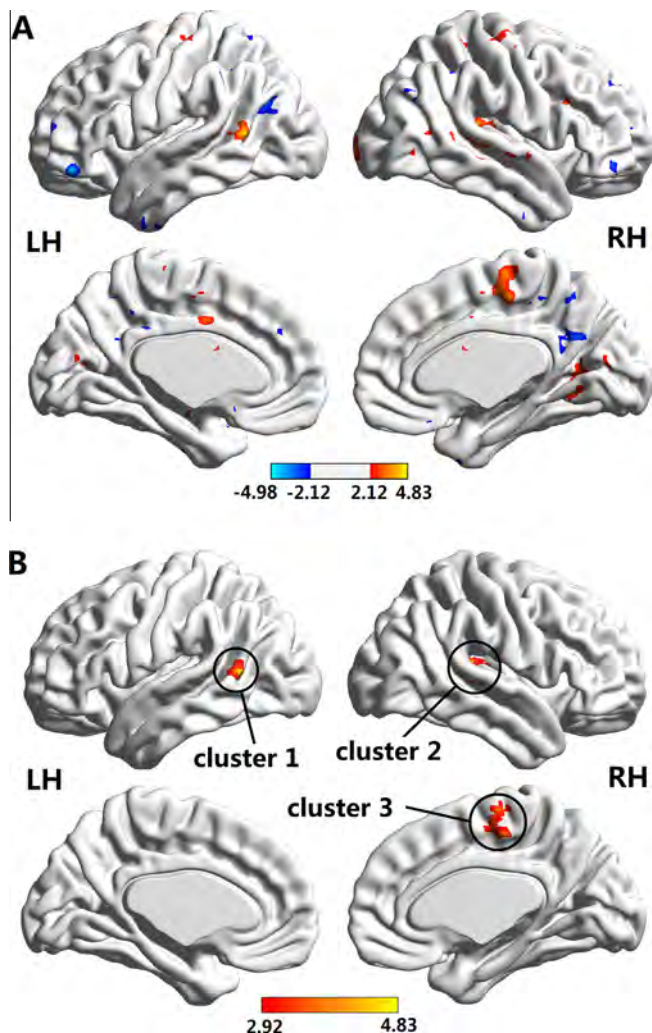 A
LH
RH
-4.98 -2.12 2.12 4.83
B
cluster 1
cluster 2
LH
RH
cluster 3
2.92 4.83